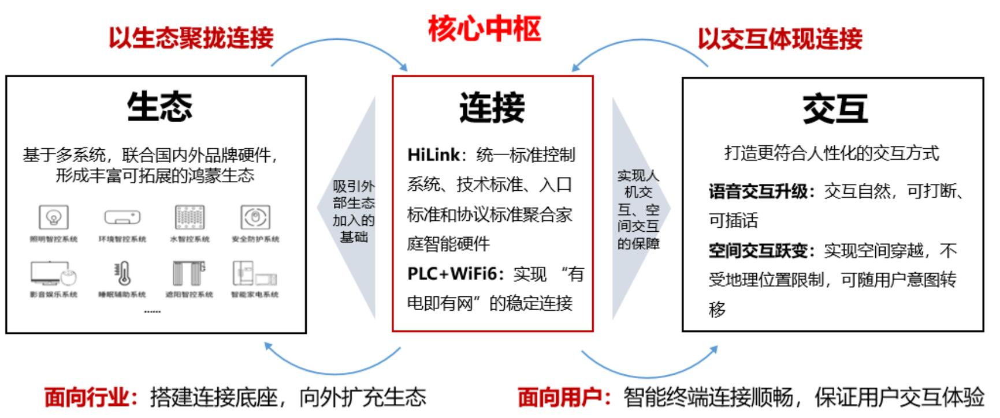 核心中枢
以生态聚拢连接
以交互体现连接
生态
基于多系统，联合国内外品牌硬件，
形成丰富可拓展的鸿蒙生态
照明智控系统
环境智控系统
水智控系统
安全防护系统
影音娱乐系统
睡眠辅助系统
遮阳智控系统
智能家电系统
……
吸引外
部生态
加入的
基础
连接
HiLink：统一标准控制
系统、技术标准、入口
标准和协议标准聚合家
庭智能硬件
PLC+WiFi6：实现 “有
电即有网”的稳定连接
实现人
机交
互、空
间交互
的保障
交互
打造更符合人性化的交互方式
语音交互升级：交互自然，可打断、
可插话
空间交互跃变：实现空间穿越，不
受地理位置限制，可随用户意图转
移
面向行业：搭建连接底座，向外扩充生态
面向用户：智能终端连接顺畅，保证用户交互体验